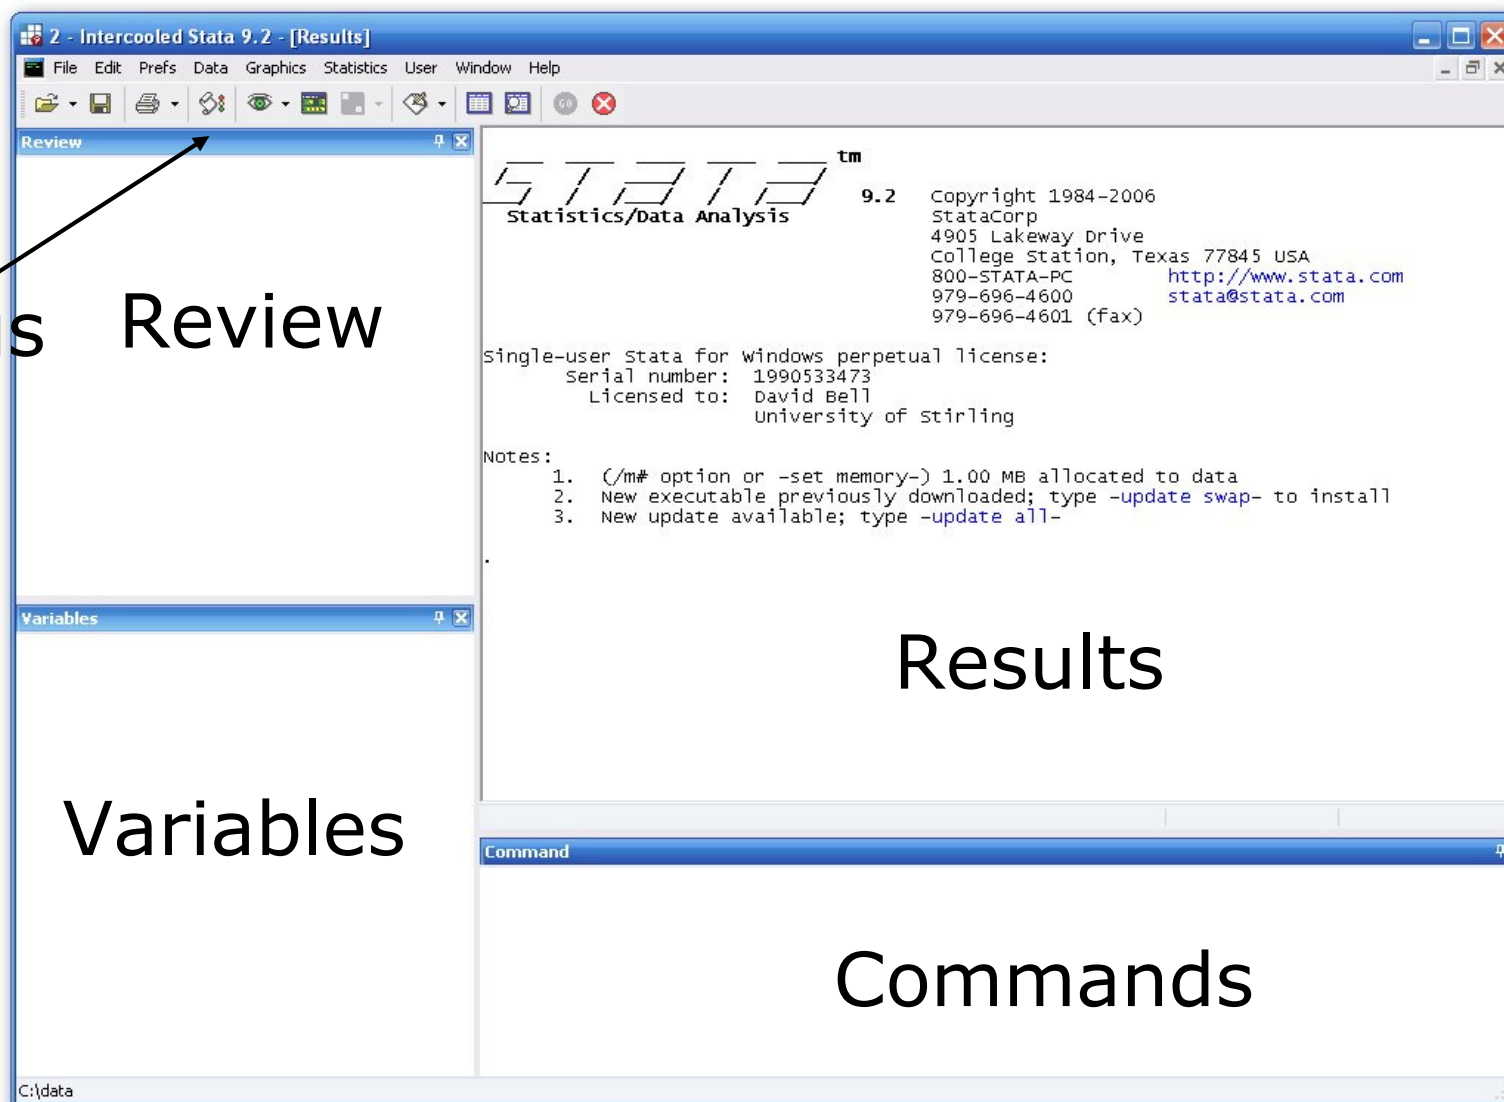 2 - Intercooled Stata 9.2 - [Results]
File Edit Prefs Data Graphics Statistics User Window Help
GO
Review
STATA tm
9.2 Copyright 1984-2006
Statistics/Data Analysis StataCorp
4905 Lakeway Drive
College Station, Texas 77845 USA
800-STATA-PC http://www.stata.com
979-696-4600 stata@stata.com
979-696-4601 (fax)
Review
Single-user Stata for Windows perpetual license:
Serial number: 1990533473
Licensed to: David Bell
University of Stirling
Notes:
1. (/m# option or -set memory-) 1.00 MB allocated to data
2. New executable previously downloaded; type -update swap- to install
3. New update available; type -update all-
.
Variables
Results
Variables
Command
Commands
C:\data